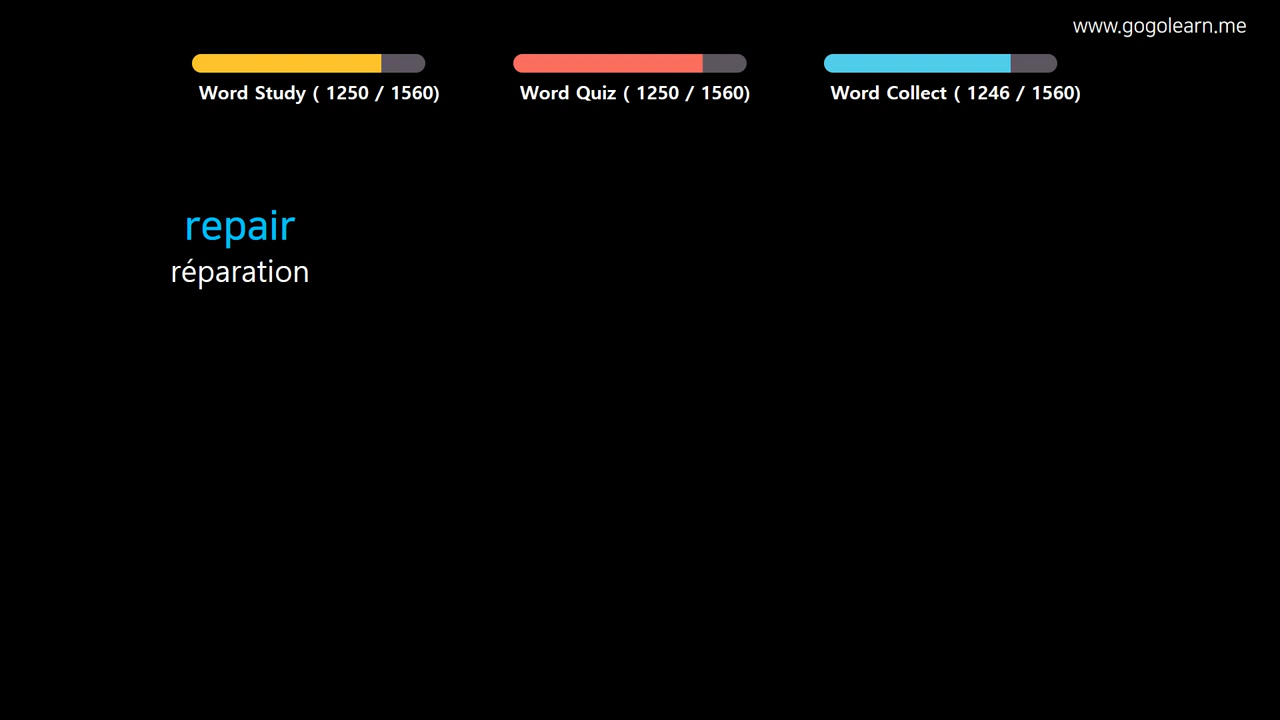 www.gogolearn.me
Word Study ( 1250 / 1560)
Word Quiz ( 1250 / 1560)
Word Collect ( 1246 / 1560)
repair
réparation